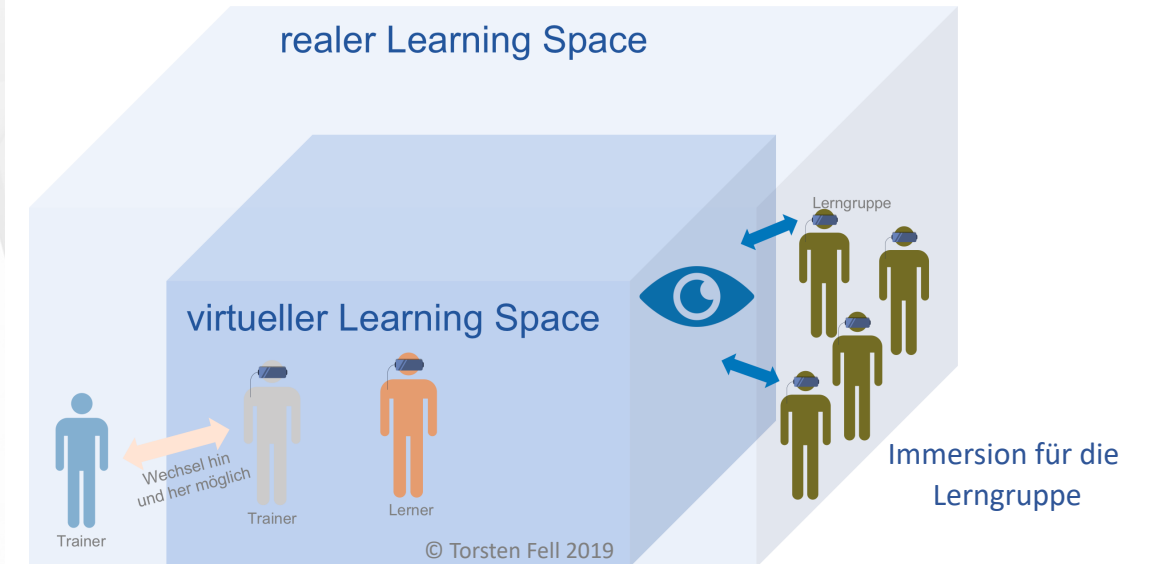 realer Learning Space
Lerngruppe
virtueller Learning Space
Wechsel hin
und her möglich
Trainer
Trainer
Lerner
Immersion für die
Lerngruppe
© Torsten Fell 2019